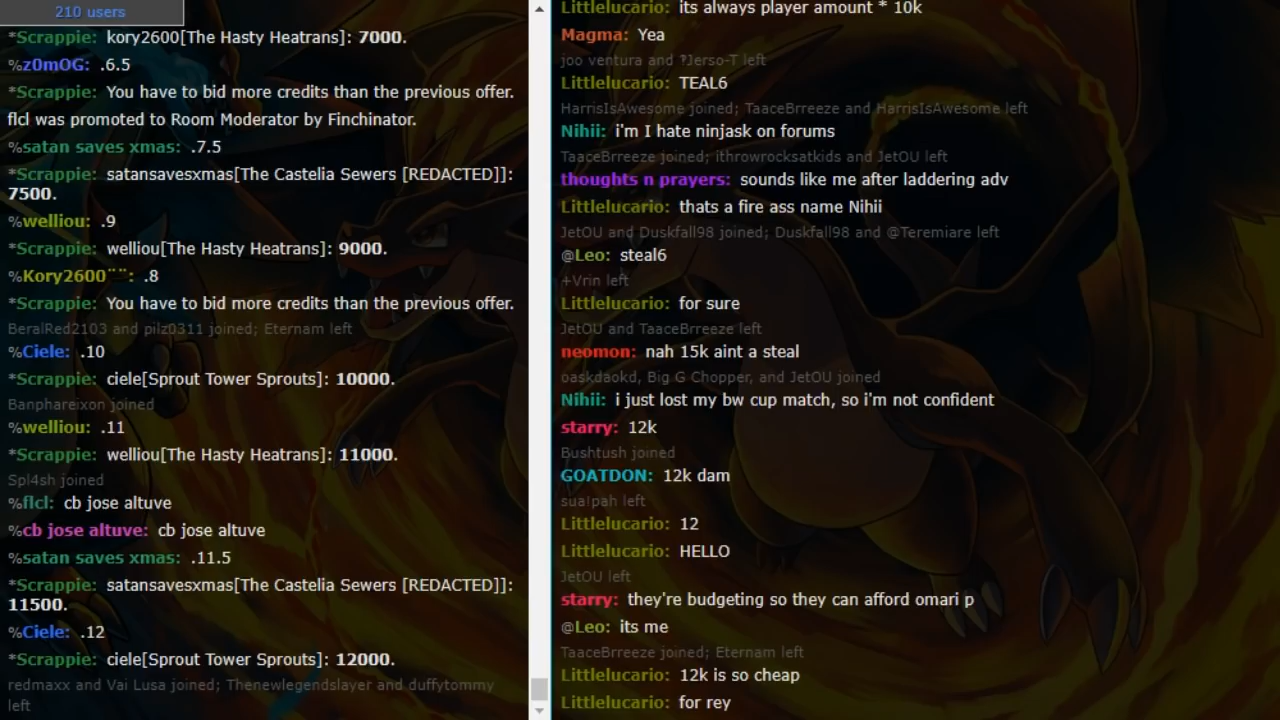 210 users
*Scrappie: kory2600[The Hasty Heatrans]: 7000.
%z0mOG: .6.5
*Scrappie: You have to bid more credits than the previous offer.
flcl was promoted to Room Moderator by Finchinator.
%satan saves xmas: .7.5
*Scrappie: satansavesxmas[The Castelia Sewers [REDACTED]]:
7500.
%welliou: .9
*Scrappie: welliou[The Hasty Heatrans]: 9000.
%Kory2600¨¨: .8
*Scrappie: You have to bid more credits than the previous offer.
BeralRed2103 and pilz0311 joined; Eternam left
%Ciele: .10
*Scrappie: ciele[Sprout Tower Sprouts]: 10000.
Banphareixon joined
%welliou: .11
*Scrappie: welliou[The Hasty Heatrans]: 11000.
Spl4sh joined
%flcl: cb jose altuve
%cb jose altuve: cb jose altuve
%satan saves xmas: .11.5
*Scrappie: satansavesxmas[The Castelia Sewers [REDACTED]]:
11500.
%Ciele: .12
*Scrappie: ciele[Sprout Tower Sprouts]: 12000.
redmaxx and Vai Lusa joined; Thenewlegendslayer and duffytommy
left
Littlelucario: its always player amount * 10k
Magma: Yea
joo ventura and ?Jerso-T left
Littlelucario: TEAL6
HarrisIsAwesome joined; TaaceBrreeze and HarrisIsAwesome left
Nihii: i'm I hate ninjask on forums
TaaceBrreeze joined; ithrowrocksatkids and JetOU left
thoughts n prayers: sounds like me after laddering adv
Littlelucario: thats a fire ass name Nihii
JetOU and Duskfall98 joined; Duskfall98 and @Teremiare left
@Leo: steal6
+Vrin left
Littlelucario: for sure
JetOU and TaaceBrreeze left
neomon: nah 15k aint a steal
oaskdaokd, Big G Chopper, and JetOU joined
Nihii: i just lost my bw cup match, so i'm not confident
starry: 12k
Bushtush joined
GOATDON: 12k dam
sua!pah left
Littlelucario: 12
Littlelucario: HELLO
JetOU left
starry: they're budgeting so they can afford omari p
@Leo: its me
TaaceBrreeze joined; Eternam left
Littlelucario: 12k is so cheap
Littlelucario: for rey